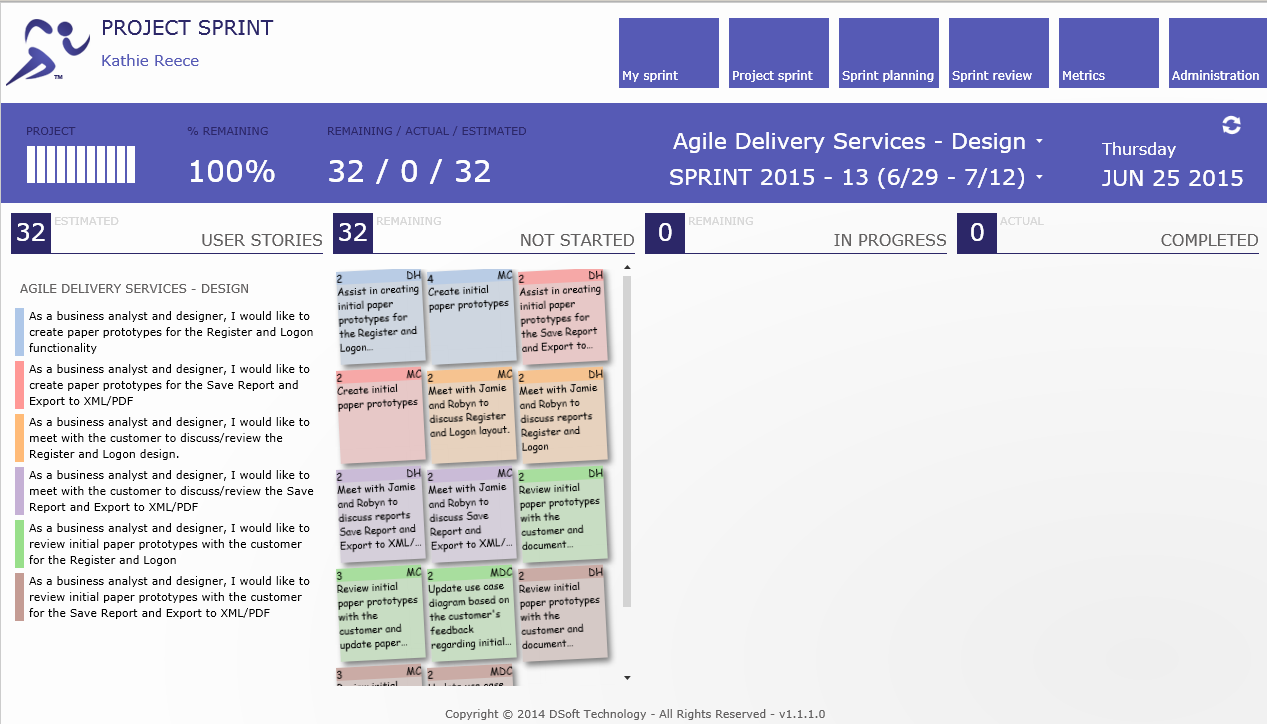 PROJECT SPRINT
Kathie Reece
TM
My sprint
Project sprint
Sprint planning
Sprint review
Metrics
Administration
PROJECT
% REMAINING
100%
REMAINING / ACTUAL / ESTIMATED
32 / 0 / 32
Agile Delivery Services - Design
SPRINT 2015 - 13 (6/29 - 7/12)
Thursday
JUN 25 2015
32 ESTIMATED
USER STORIES
32 REMAINING
NOT STARTED
0 REMAINING
IN PROGRESS
0 ACTUAL
COMPLETED
AGILE DELIVERY SERVICES - DESIGN
As a business analyst and designer, I would like to
create paper prototypes for the Register and Logon
functionality
As a business analyst and designer, I would like to
create paper prototypes for the Save Report and
Export to XML/PDF
As a business analyst and designer, I would like to
meet with the customer to discuss/review the
Register and Logon design.
As a business analyst and designer, I would like to
meet with the customer to discuss/review the Save
Report and Export to XML/PDF
As a business analyst and designer, I would like to
review initial paper prototypes with the customer
for the Register and Logon
As a business analyst and designer, I would like to
review initial paper prototypes with the customer
for the Save Report and Export to XML/PDF
2 DH
Assist in creating
initial paper
prototypes for
the Register and
Logon...
4 MC
Create initial
paper prototypes
2 DH
Assist in creating
initial paper
prototypes for
the Save Report
and Export to...
2 MC
Create initial
paper prototypes
2 MC
Meet with Jamie
and Robyn to
discuss Register
and Logon layout.
2 DH
Meet with Jamie
and Robyn to
discuss reports
Register and
Logon
2 DH
Meet with Jamie
and Robyn to
discuss reports
Save Report and
Export to XML/...
2 MC
Meet with Jamie
and Robyn to
discuss Save
Report and
Export to XML/...
2 DH
Review initial
paper prototypes
with the
customer and
document...
3 MC
Review initial
paper prototypes
with the
customer and
update paper...
2 MDC
Update use case
diagram based on
the customer's
feedback
regarding initial...
2 DH
Review initial
paper prototypes
with the
customer and
document...
3 MC
Review initial
2 MDC
Update use case
Copyright © 2014 DSoft Technology - All Rights Reserved - v1.1.1.0